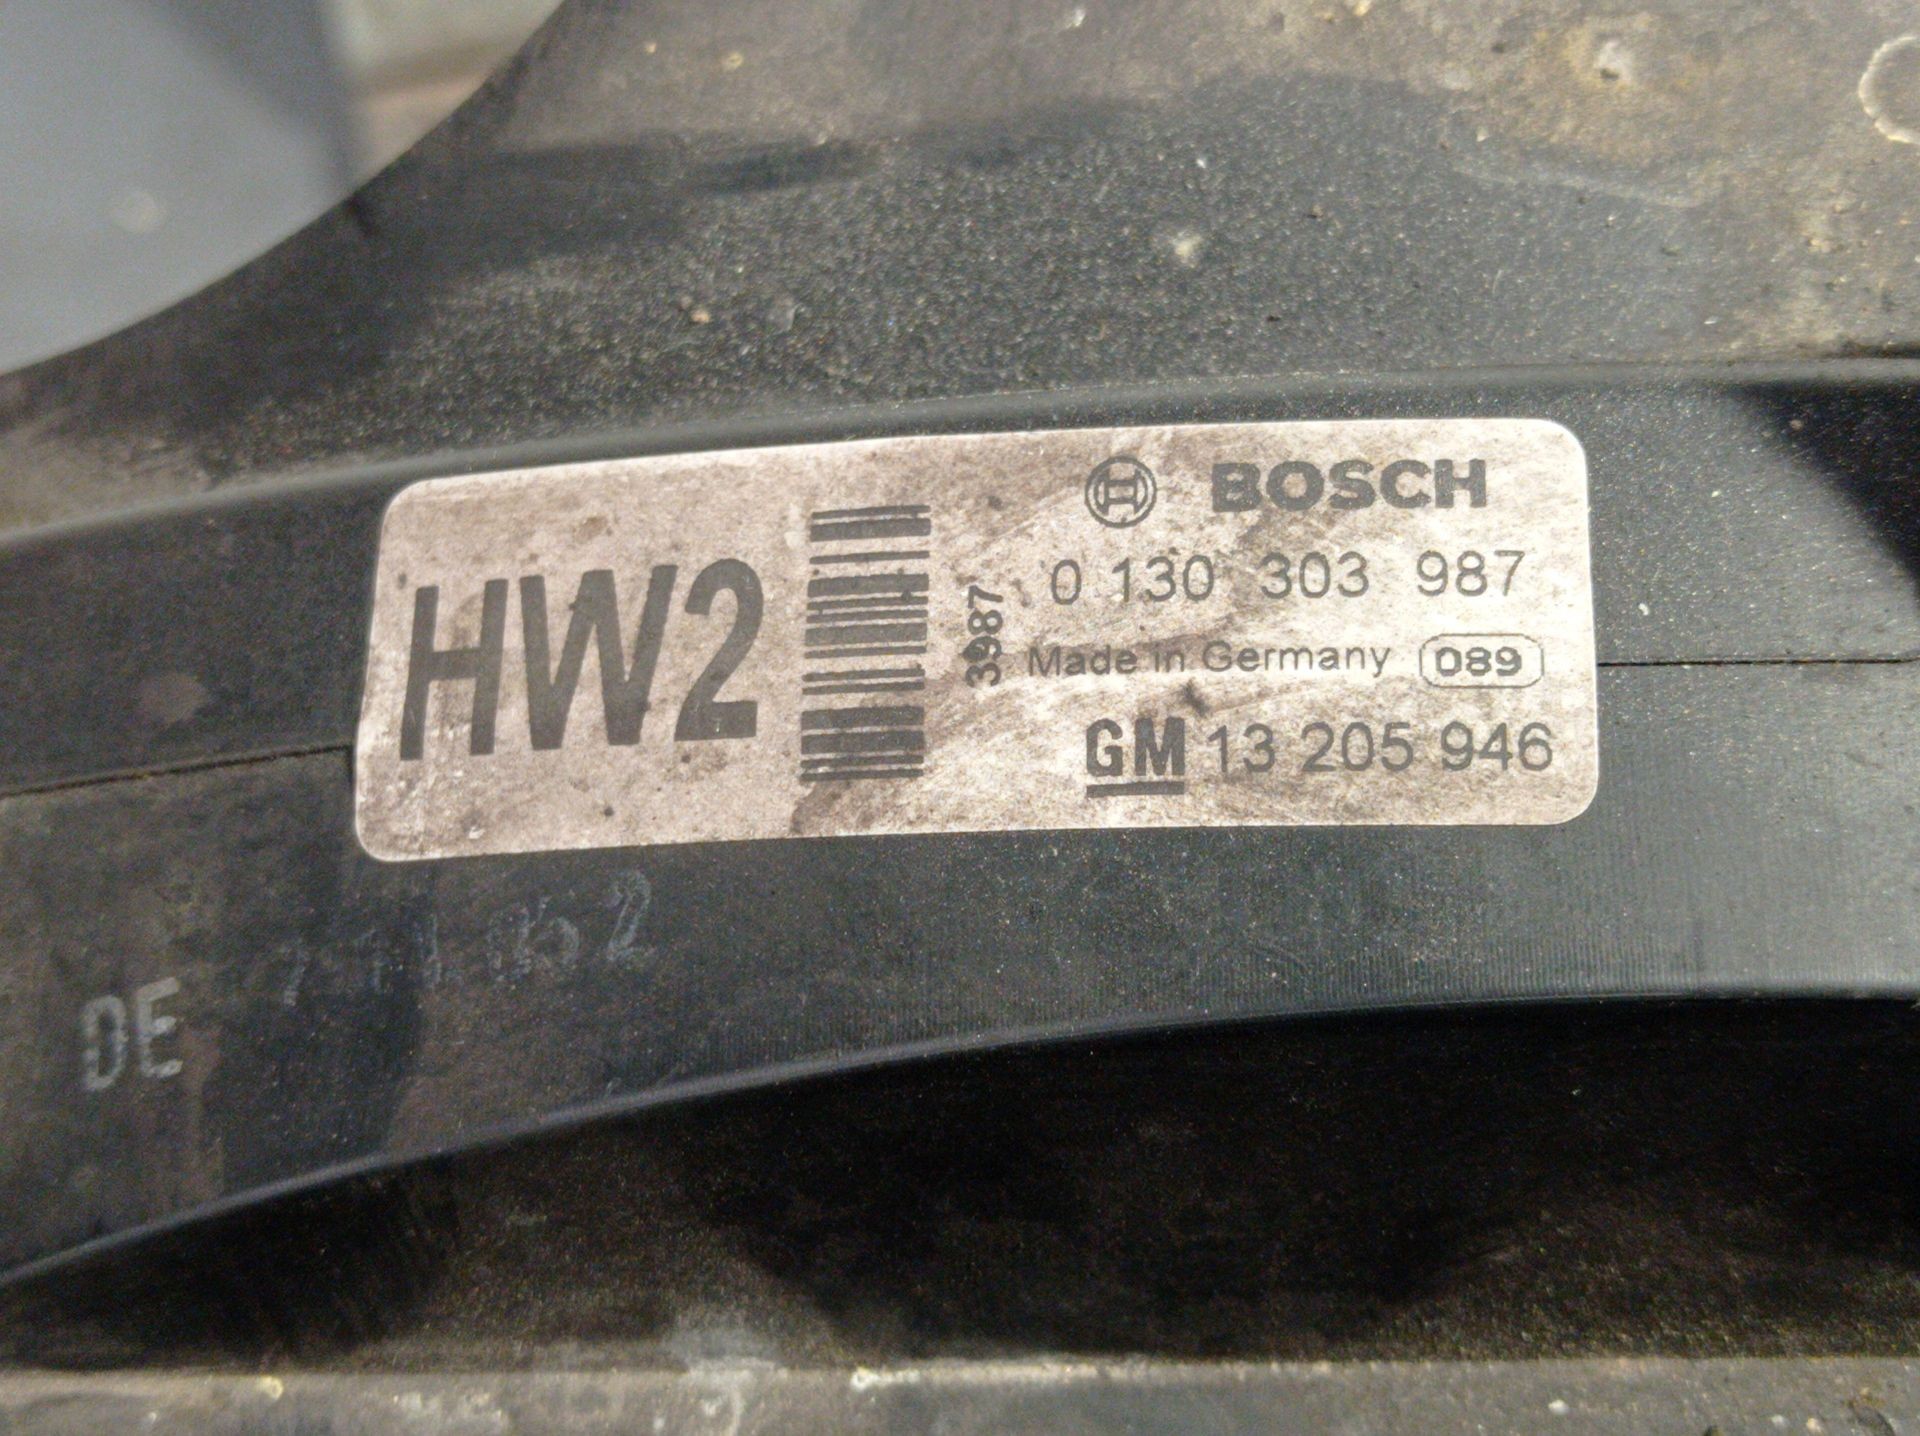 HW2
3987
BOSCH
0 130 303 987
Made in Germany 089
GM 13 205 946
DE